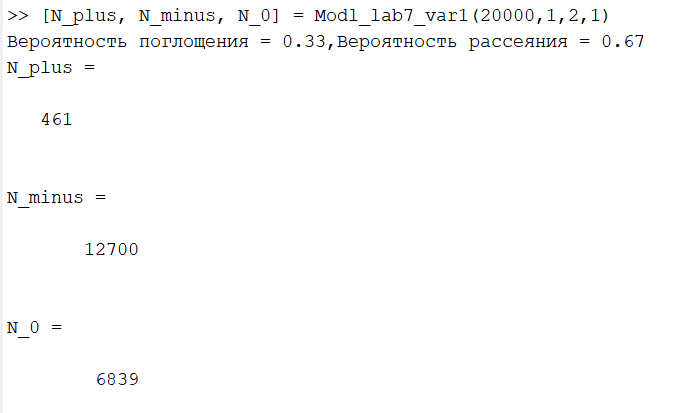 >> [N_plus, N_minus, N_0] = Modl_lab7_var1(20000,1,2,1)
Вероятность поглощения = 0.33,Вероятность рассеяния = 0.67
N_plus =
461
N_minus =
12700
N_0 =
6839